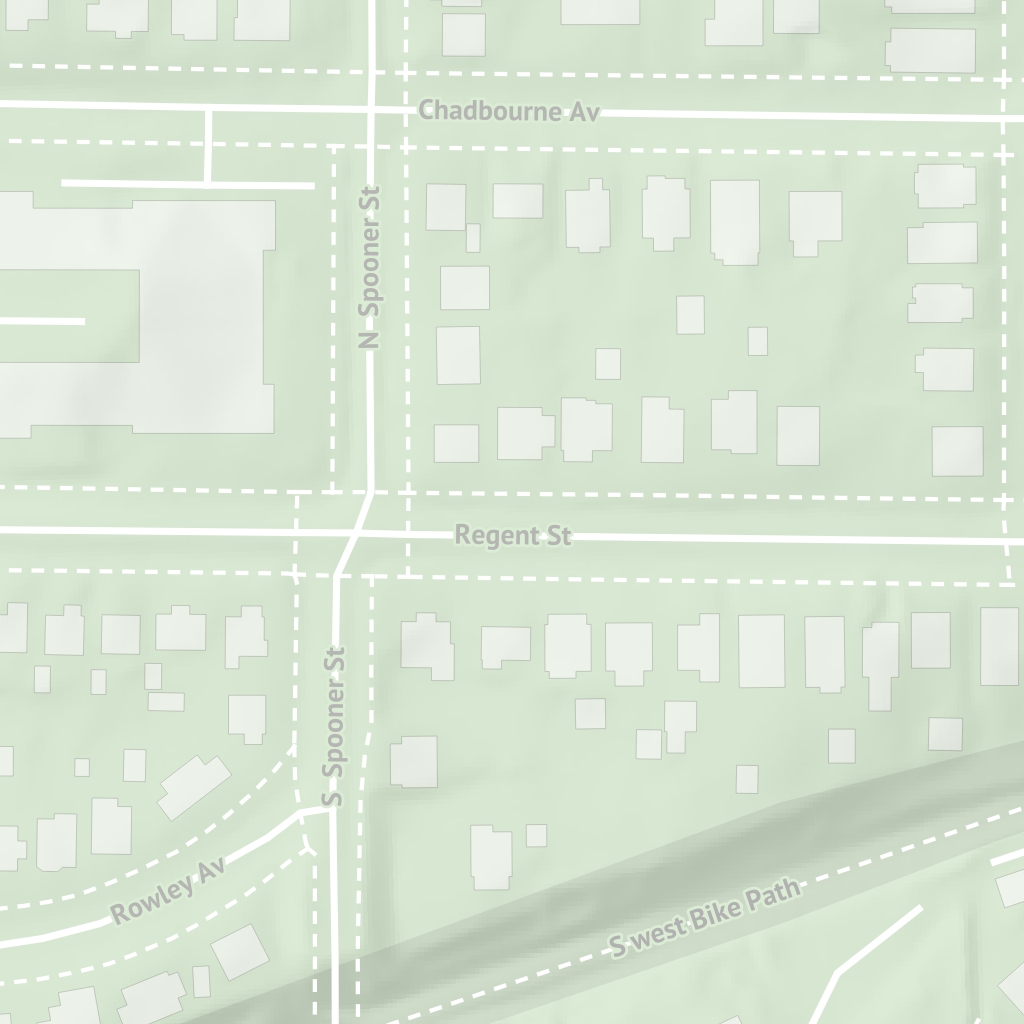 Chadbourne Av
N Spooner St
Regent St
S Spooner St
Rowley Av
S west Bike Path